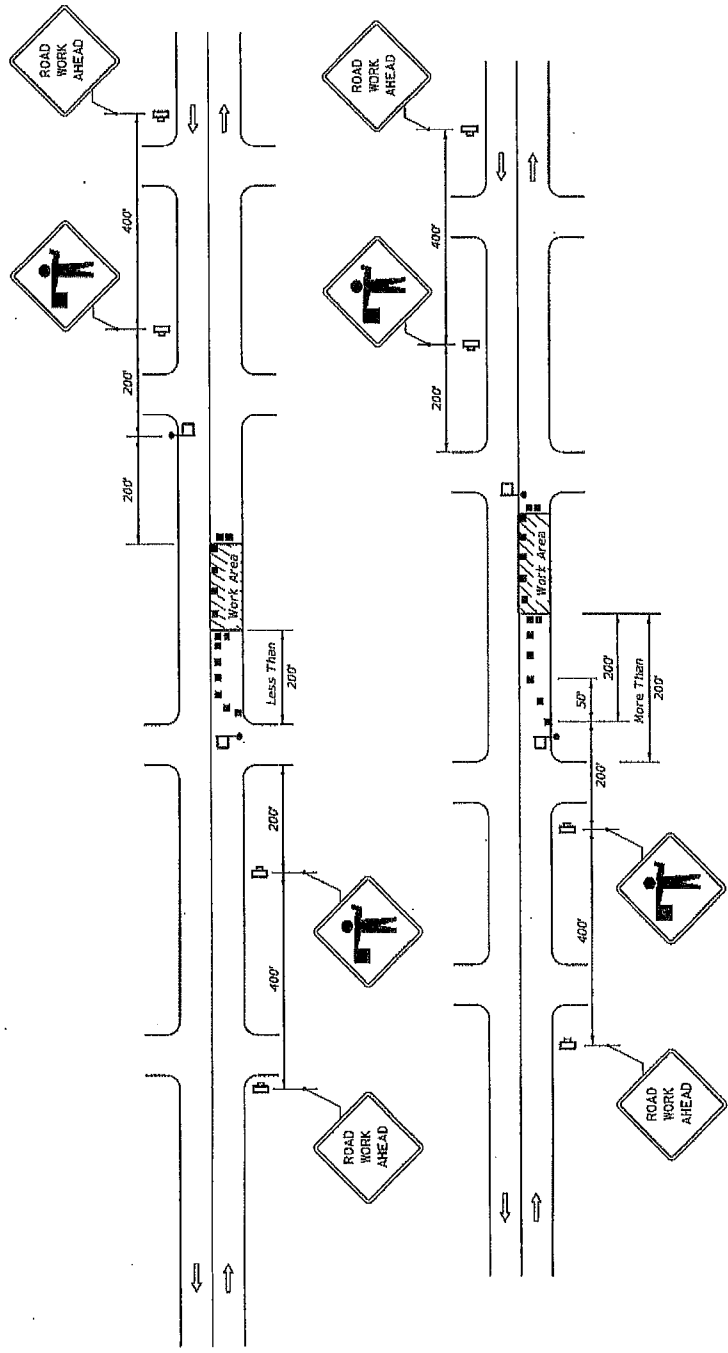 ROAD
WORK
AHEAD
400'
200'
200'
Work Area
Less Than
200'
200'
400'
ROAD
WORK
AHEAD
ROAD
WORK
AHEAD
400'
200'
Work Area
200'
50'
More Than
200'
200'
400'
ROAD
WORK
AHEAD